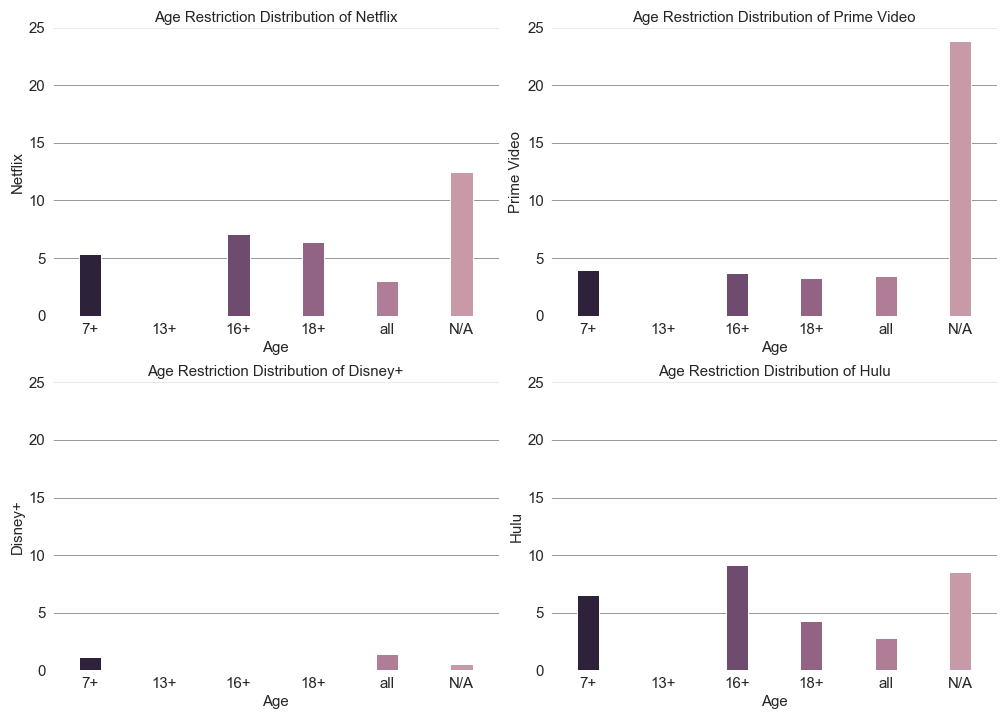 Age Restriction Distribution of Netflix
25
20
15
10
5
0
Netflix
7+ 13+ 16+ 18+ all N/A
Age
Age Restriction Distribution of Prime Video
25
20
15
10
5
0
Prime Video
7+ 13+ 16+ 18+ all N/A
Age
Age Restriction Distribution of Disney+
25
20
15
10
5
0
Disney+
7+ 13+ 16+ 18+ all N/A
Age
Age Restriction Distribution of Hulu
25
20
15
10
5
0
Hulu
7+ 13+ 16+ 18+ all N/A
Age